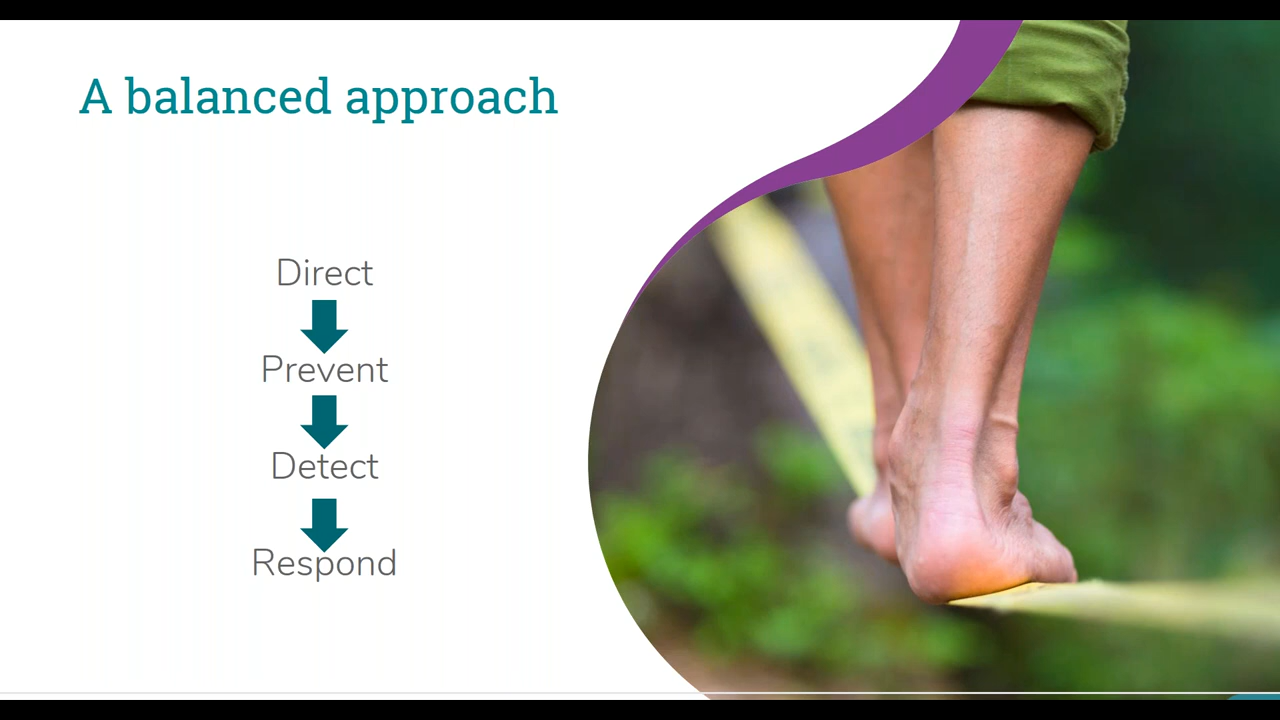 A balanced approach
Direct
Prevent
Detect
Respond